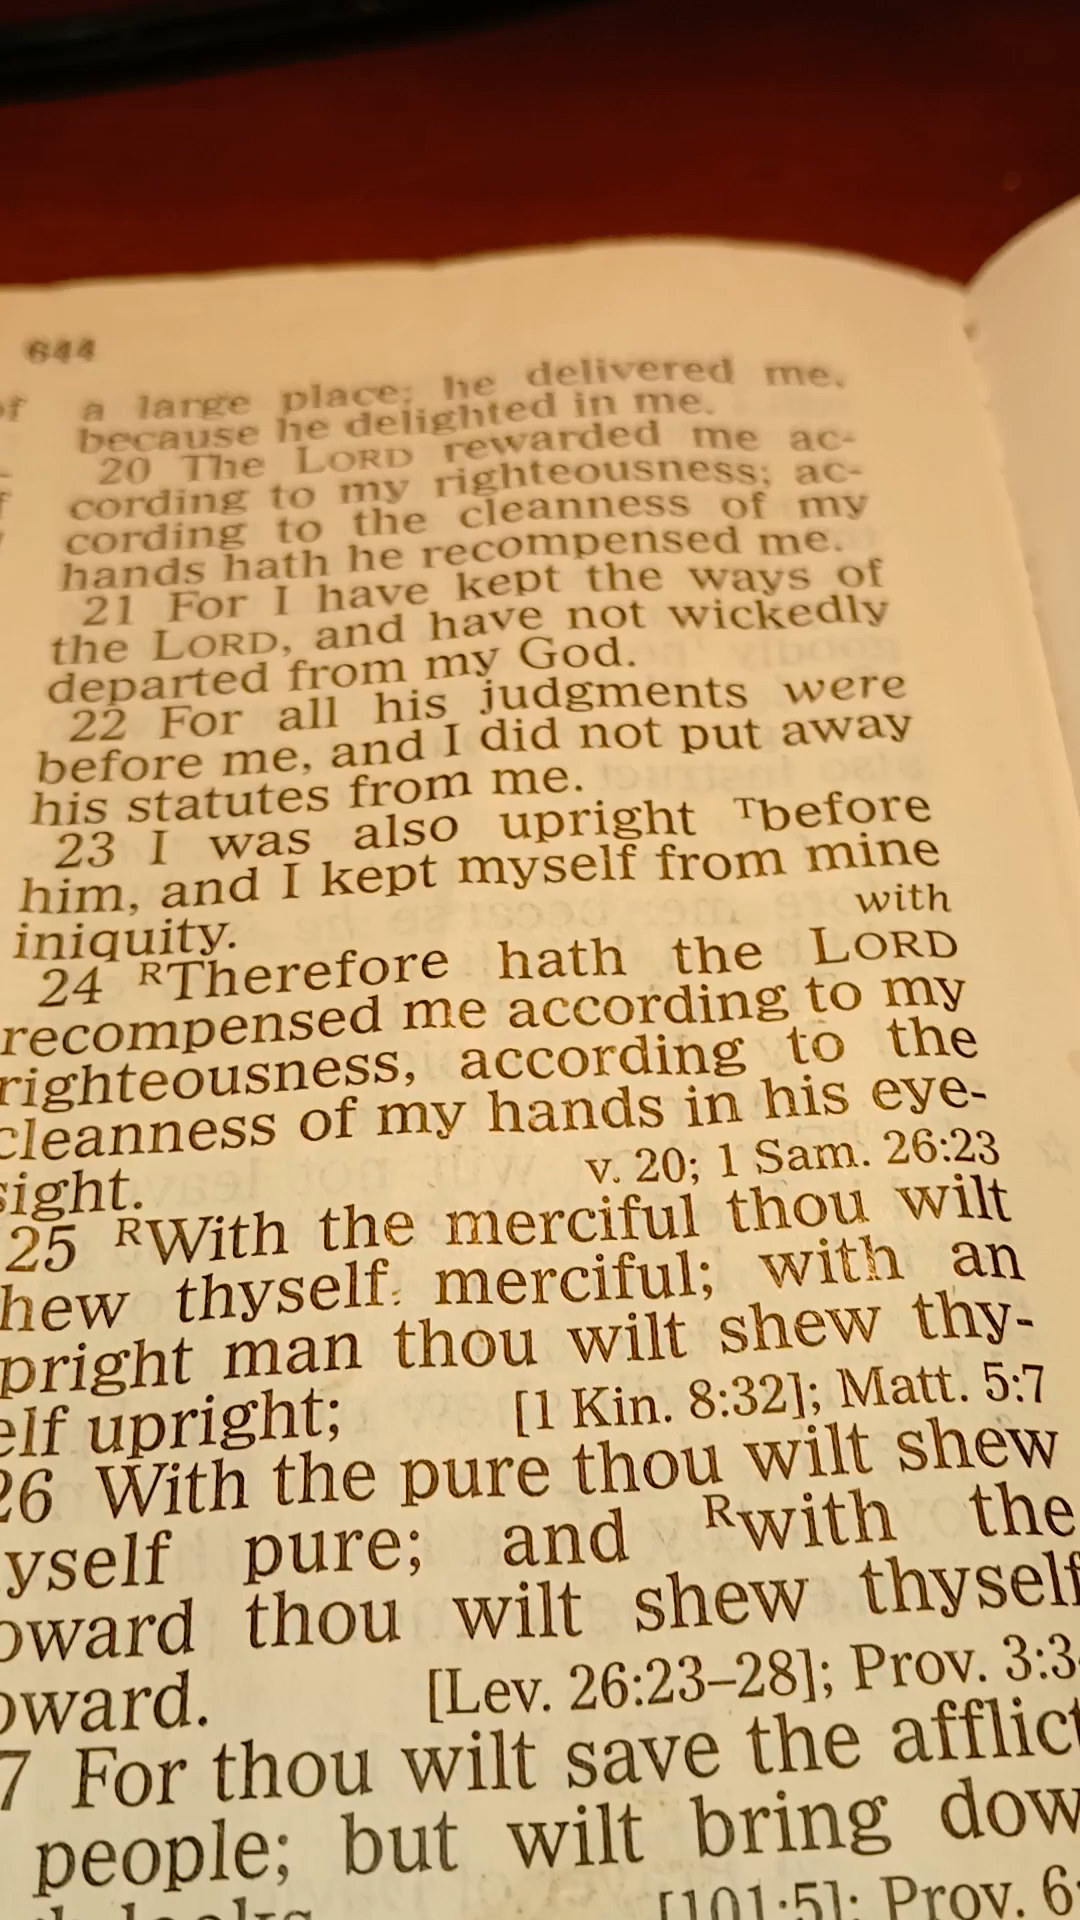 644
of
a large place; he delivered me,
because he delighted in me.
20 The LORD rewarded me ac-
cording to my righteousness; ac-
cording to the cleanness of my
hands hath he recompensed me.
21 For I have kept the ways of
the LORD, and have not wickedly
departed from my God.
22 For all his judgments were
before me, and I did not put away
his statutes from me.
23 I was also upright Tbefore
him, and I kept myself from mine
iniquity. with
24 RTherefore hath the LORD
recompensed me according to my
righteousness, according to the
cleanness of my hands in his eye-
sight. v. 20; 1 Sam. 26:23
25 RWith the merciful thou wilt
hew thyself merciful; with an
pright man thou wilt shew thy-
elf upright; [1 Kin. 8:32]; Matt. 5:7
26 With the pure thou wilt shew
yself pure; and Rwith the
oward thou wilt shew thyself
oward. [Lev. 26:23–28]; Prov. 3:3
7 For thou wilt save the afflict
people; but wilt bring dow
looks. [101:5]; Prov. 6: